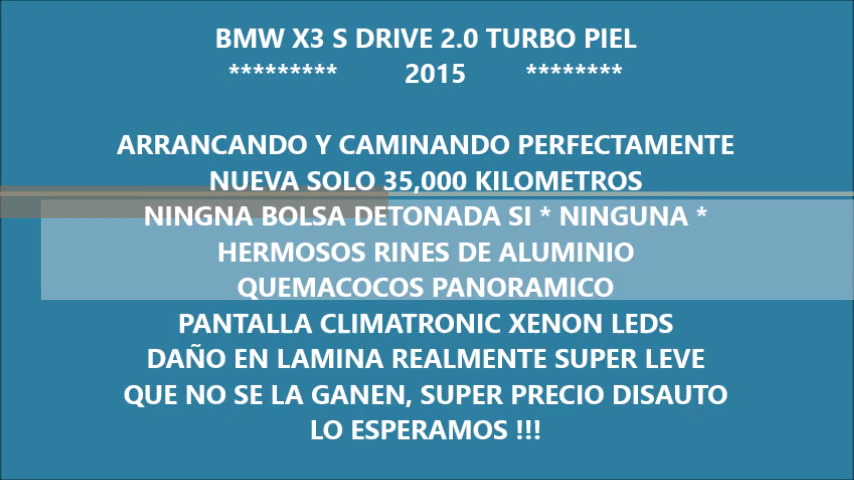 BMW X3 S DRIVE 2.0 TURBO PIEL
********* 2015 ********
ARRANCANDO Y CAMINANDO PERFECTAMENTE
NUEVA SOLO 35,000 KILOMETROS
NINGNA BOLSA DETONADA SI * NINGUNA *
HERMOSOS RINES DE ALUMINIO
QUEMACOCOS PANORAMICO
PANTALLA CLIMATRONIC XENON LEDS
DAÑO EN LAMINA REALMENTE SUPER LEVE
QUE NO SE LA GANEN, SUPER PRECIO DISAUTO
LO ESPERAMOS !!!